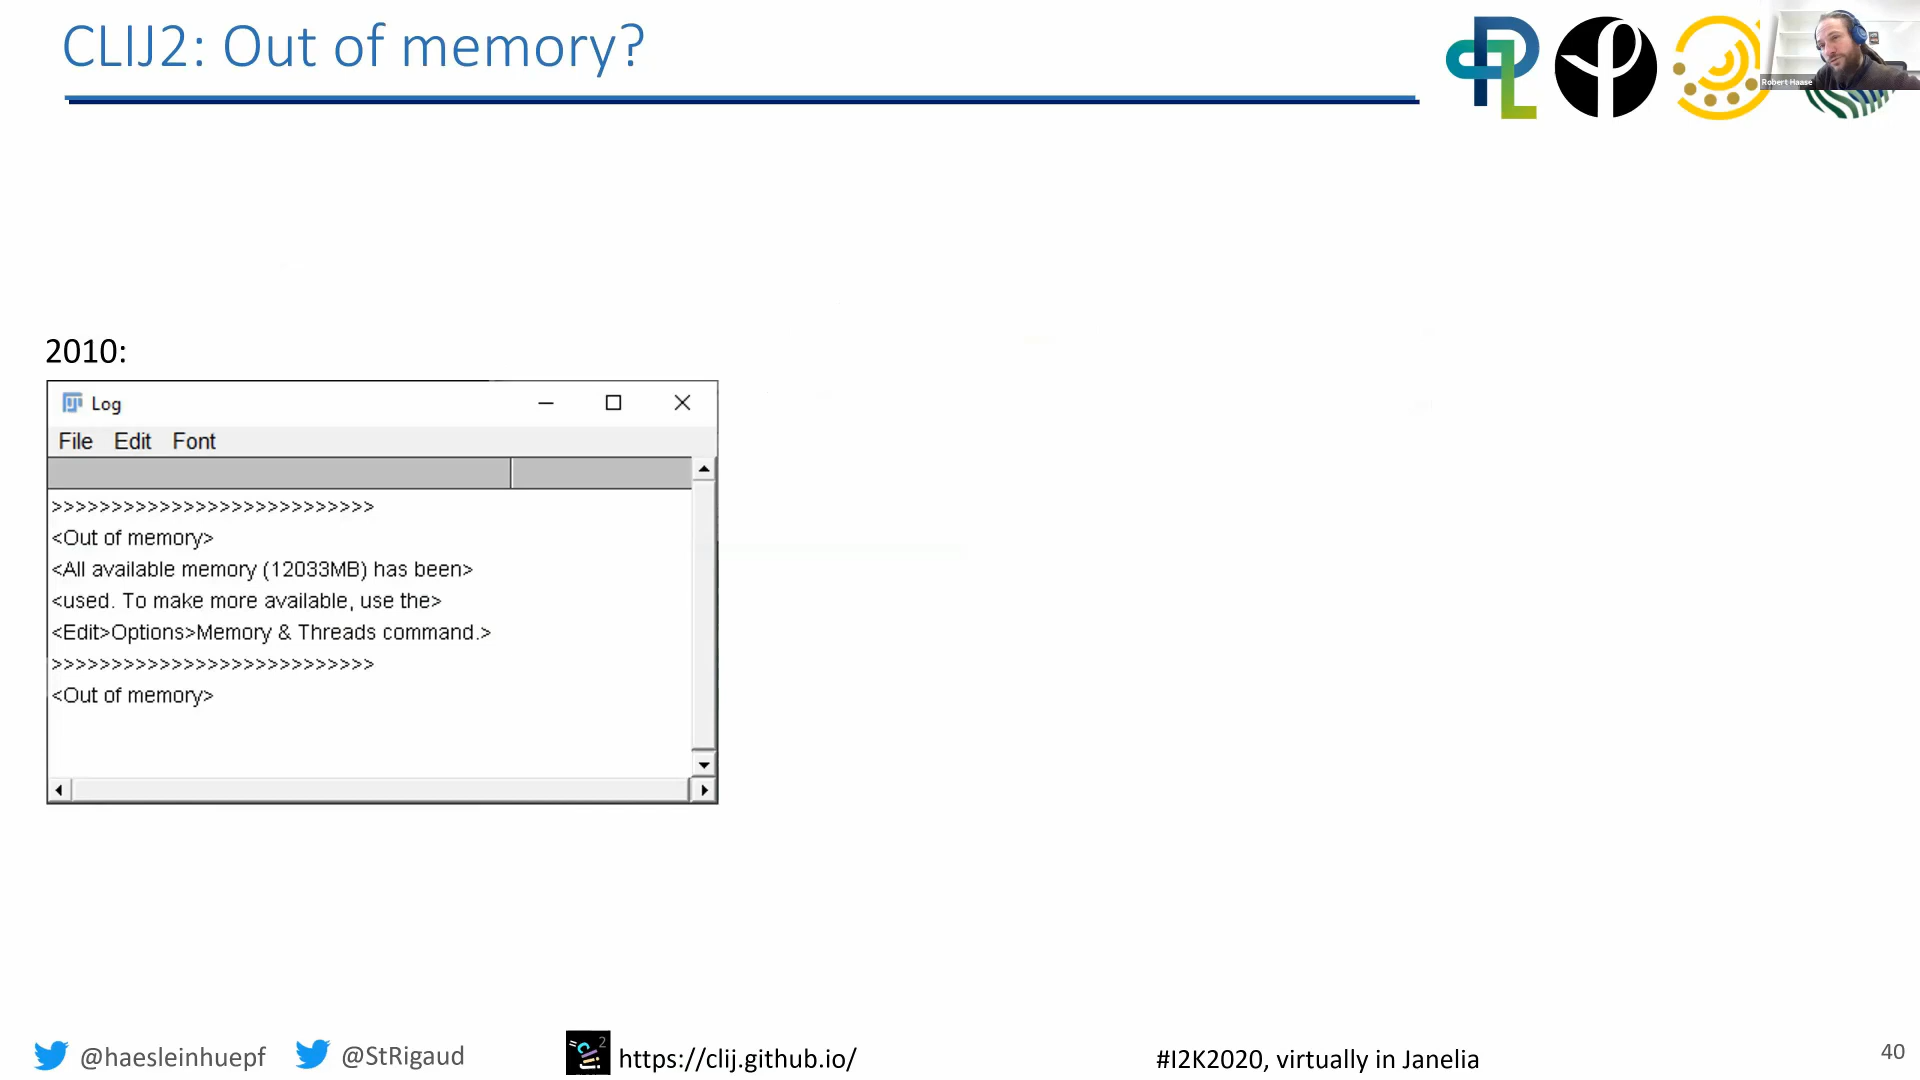 CLIJ2: Out of memory?
Robert Haase
2010:
Log
File Edit Font
>>>>>>>>>>>>>>>>>>>>>>>>>>>
<Out of memory>
<All available memory (12033MB) has been>
<used. To make more available, use the>
<Edit>Options>Memory & Threads command.>
>>>>>>>>>>>>>>>>>>>>>>>>>>>
<Out of memory>
@haesleinhuepf @StRigaud https://clij.github.io/ #I2K2020, virtually in Janelia 40